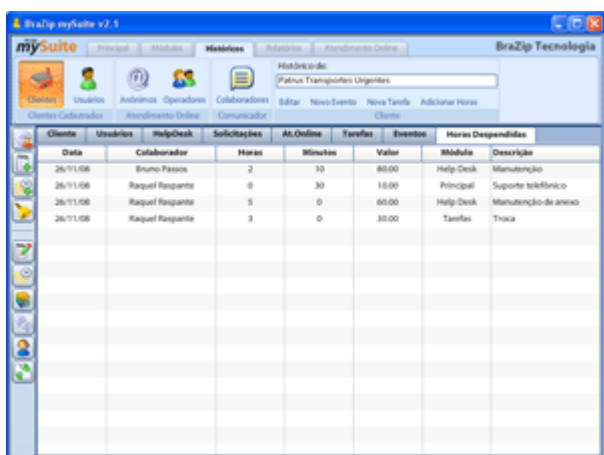 BraZip mySuite v2.1
mySuite Principal Módulos Históricos Relatórios Atendimento Online BraZip Tecnologia
Histórico de:
Patrus Transportes Urgentes
Clientes Usuários Anônimos Operadores Colaboradores Editar Novo Evento Nova Tarefa Adicionar Horas
Clientes Cadastrados Atendimento Online Comunicador Cliente
Cliente Usuários HelpDesk Solicitações At.Online Tarefas Eventos Horas Despendidas
Data Colaborador Horas Minutos Valor Módulo Descrição
26/11/08 Bruno Passos 2 10 80.00 Help Desk Manutenção
26/11/08 Raquel Raspante 0 30 10.00 Principal Suporte telefônico
26/11/08 Raquel Raspante 5 0 60.00 Help Desk Manutenção de anexo
26/11/08 Raquel Raspante 3 0 30.00 Tarefas Troca